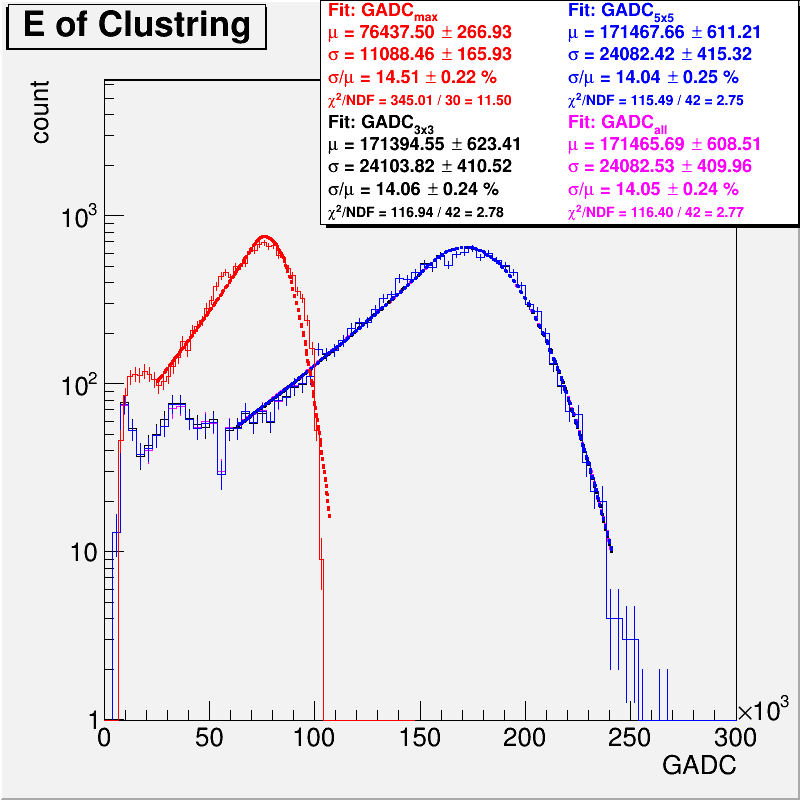 E of Clustring
Fit: GADCmax
μ = 76437.50 ± 266.93
σ = 11088.46 ± 165.93
σ/μ = 14.51 ± 0.22 %
χ²/NDF = 345.01 / 30 = 11.50
Fit: GADC5x5
μ = 171467.66 ± 611.21
σ = 24082.42 ± 415.32
σ/μ = 14.04 ± 0.25 %
χ²/NDF = 115.49 / 42 = 2.75
Fit: GADC3x3
μ = 171394.55 ± 623.41
σ = 24103.82 ± 410.52
σ/μ = 14.06 ± 0.24 %
χ²/NDF = 116.94 / 42 = 2.78
Fit: GADCall
μ = 171465.69 ± 608.51
σ = 24082.53 ± 409.96
σ/μ = 14.05 ± 0.24 %
χ²/NDF = 116.40 / 42 = 2.77
count
10³
10²
10
1
0 50 100 150 200 250 300
×10³
GADC